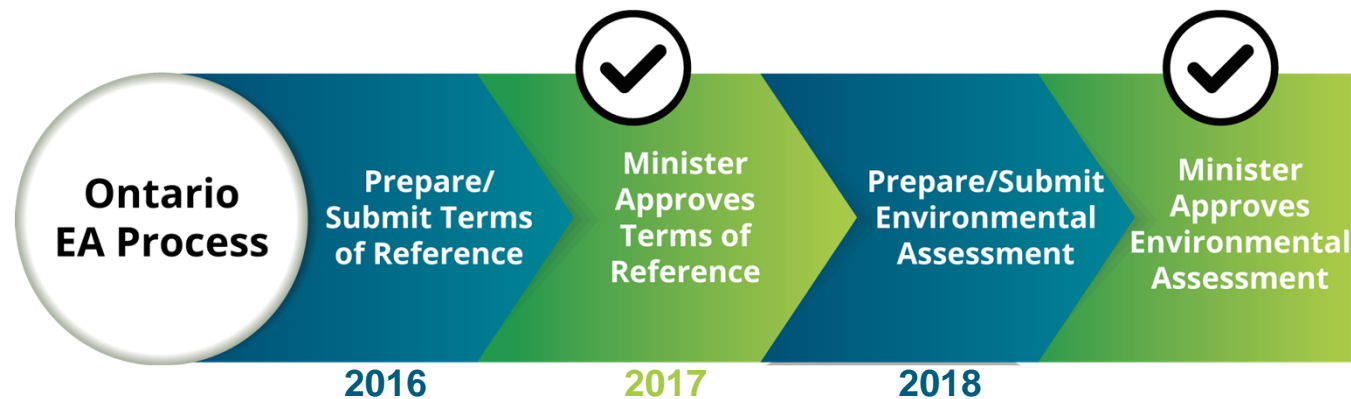 Ontario
EA Process
Prepare/
Submit Terms
of Reference
Minister
Approves
Terms of
Reference
Prepare/Submit
Environmental
Assessment
Minister
Approves
Environmental
Assessment
2016
2017
2018